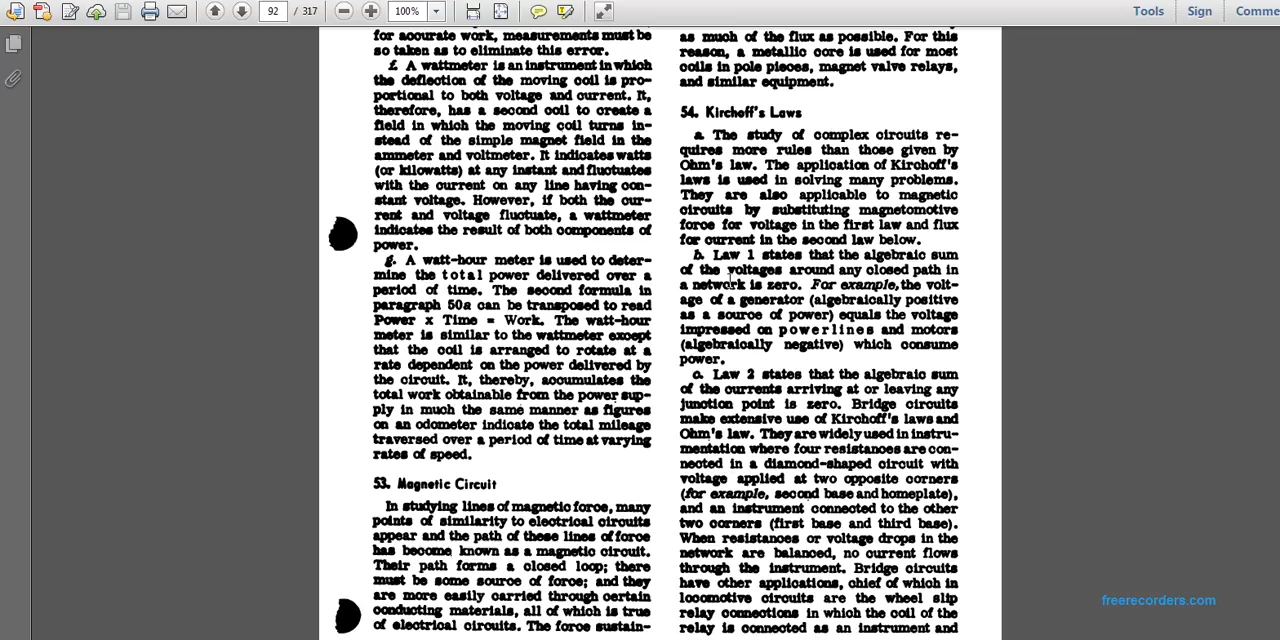 92 / 317
100%
Tools
Sign
Comme
for accurate work, measurements must be
so taken as to eliminate this error.
f. A wattmeter is an instrument in which
the deflection of the moving coil is pro-
portional to both voltage and current. It,
therefore, has a second coil to create a
field in which the moving coil turns in-
stead of the simple magnet field in the
ammeter and voltmeter. It indicates watts
(or kilowatts) at any instant and fluctuates
with the current on any line having con-
stant voltage. However, if both the cur-
rent and voltage fluctuate, a wattmeter
indicates the result of both components of
power.
g. A watt-hour meter is used to deter-
mine the total power delivered over a
period of time. The second formula in
paragraph 50a can be transposed to read
Power x Time = Work. The watt-hour
meter is similar to the wattmeter except
that the coil is arranged to rotate at a
rate dependent on the power delivered by
the circuit. It, thereby, accumulates the
total work obtainable from the power sup-
ply in much the same manner as figures
on an odometer indicate the total mileage
traversed over a period of time at varying
rates of speed.
53. Magnetic Circuit
In studying lines of magnetic force, many
points of similarity to electrical circuits
appear and the path of these lines of force
has become known as a magnetic circuit.
Their path forms a closed loop; there
must be some source of force; and they
are more easily carried through certain
conducting materials, all of which is true
of electrical circuits. The force sustain-
as much of the flux as possible. For this
reason, a metallic core is used for most
coils in pole pieces, magnet valve relays,
and similar equipment.
54. Kirchoff's Laws
a. The study of complex circuits re-
quires more rules than those given by
Ohm's law. The application of Kirchoff's
laws is used in solving many problems.
They are also applicable to magnetic
circuits by substituting magnetomotive
force for voltage in the first law and flux
for current in the second law below.
b. Law 1 states that the algebraic sum
of the voltages around any closed path in
a network is zero. For example, the volt-
age of a generator (algebraically positive
as a source of power) equals the voltage
impressed on powerlines and motors
(algebraically negative) which consume
power.
c. Law 2 states that the algebraic sum
of the currents arriving at or leaving any
junction point is zero. Bridge circuits
make extensive use of Kirchoff's laws and
Ohm's law. They are widely used in instru-
mentation where four resistances are con-
nected in a diamond-shaped circuit with
voltage applied at two opposite corners
(for example, second base and homeplate),
and an instrument connected to the other
two corners (first base and third base).
When resistances or voltage drops in the
network are balanced, no current flows
through the instrument. Bridge circuits
have other applications, chief of which in
locomotive circuits are the wheel slip
relay connections in which the coil of the
relay is connected as an instrument and
freerecorders.com